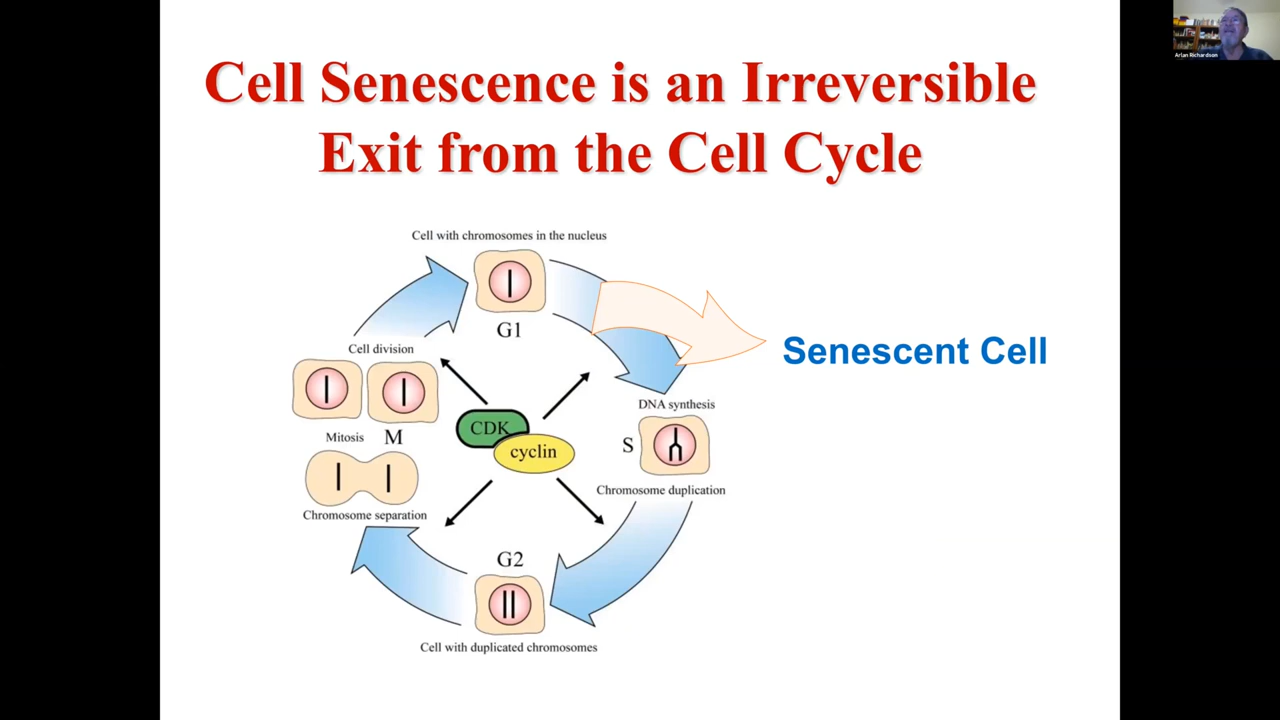 Cell Senescence is an Irreversible
Exit from the Cell Cycle
Arlan Richardson
Cell with chromosomes in the nucleus
G1
Senescent Cell
Cell division
DNA synthesis
CDK
cyclin
S
Mitosis
M
Chromosome duplication
Chromosome separation
G2
Cell with duplicated chromosomes